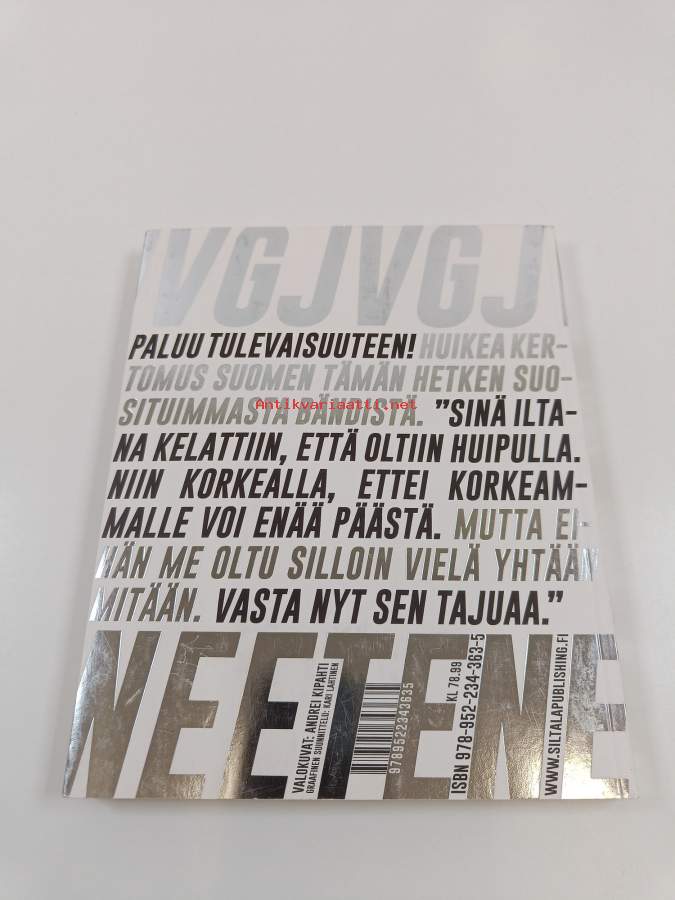 VGJVGJ
PALUU TULEVAISUUTEEN! HUIKEA KER-
TOMUS SUOMEN TÄMÄN HETKEN SUO-
SITUIMMASTA BÄNDISTÄ. ”SINÄ ILTA-
Antikvariaatti.net
NA KELATTIIN, ETTÄ OLTIIN HUIPULLA.
NIIN KORKEALLA, ETTEI KORKEAM-
MALLE VOI ENÄÄ PÄÄSTÄ. MUTTA EI-
HÄN ME OLTU SILLOIN VIELÄ YHTÄÄN
MITÄÄN. VASTA NYT SEN TAJUAA.”
NEETENE
VALOKUVAT: ANDREI KIPAHTI
GRAAFINEN SUUNNITTELU: KARI LAHTINEN
9789522343635
KL 78.99
ISBN 978-952-234-363-5
WWW.SILTALAPUBLISHING.FI